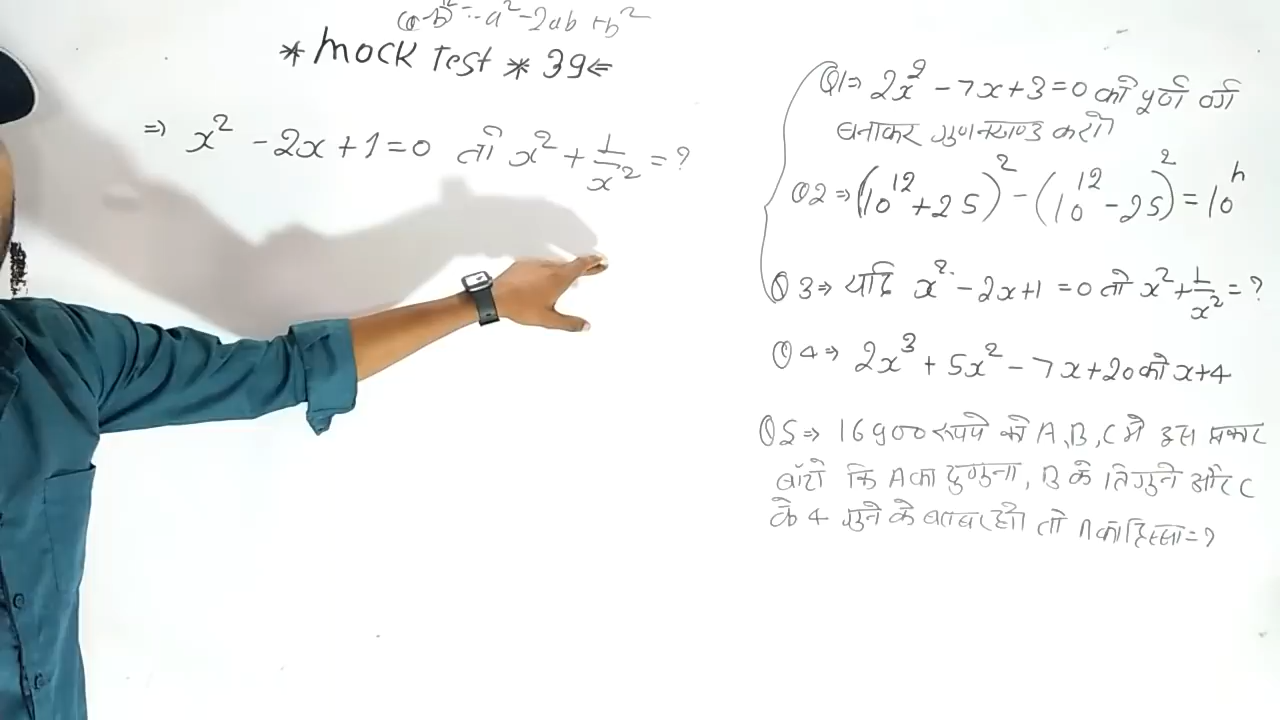 (a-b)² = a² - 2ab + b²
* Mock Test * 39 ⇐
⇒ x² - 2x + 1 = 0 तो x² + 1/x² = ?
Q1⇒ 2x² - 7x + 3 = 0 को पूर्ण वर्ग
बनाकर गुणनखण्ड करो
Q2⇒ (10¹² + 25)² - (10¹² - 25)² = 10ⁿ
Q3⇒ यदि x² - 2x + 1 = 0 तो x² + 1/x² = ?
Q4⇒ 2x³ + 5x² - 7x + 20 को x+4
Q5⇒ 16900 रूपये को A, B, C मे इस प्रकार
बाँटो कि A का दुगुना, B के तिगुने और C
के 4 गुने के बराबर हो तो A का हिस्सा = ?